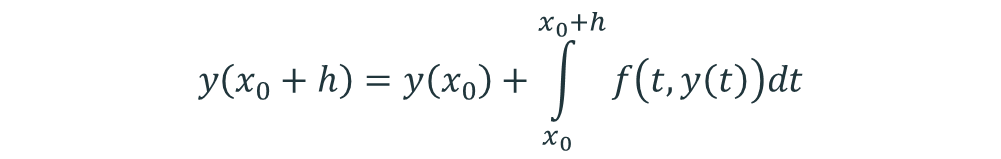 y(x₀ + h) = y(x₀) + ∫_{x₀}^{x₀+h} f(t, y(t))dt